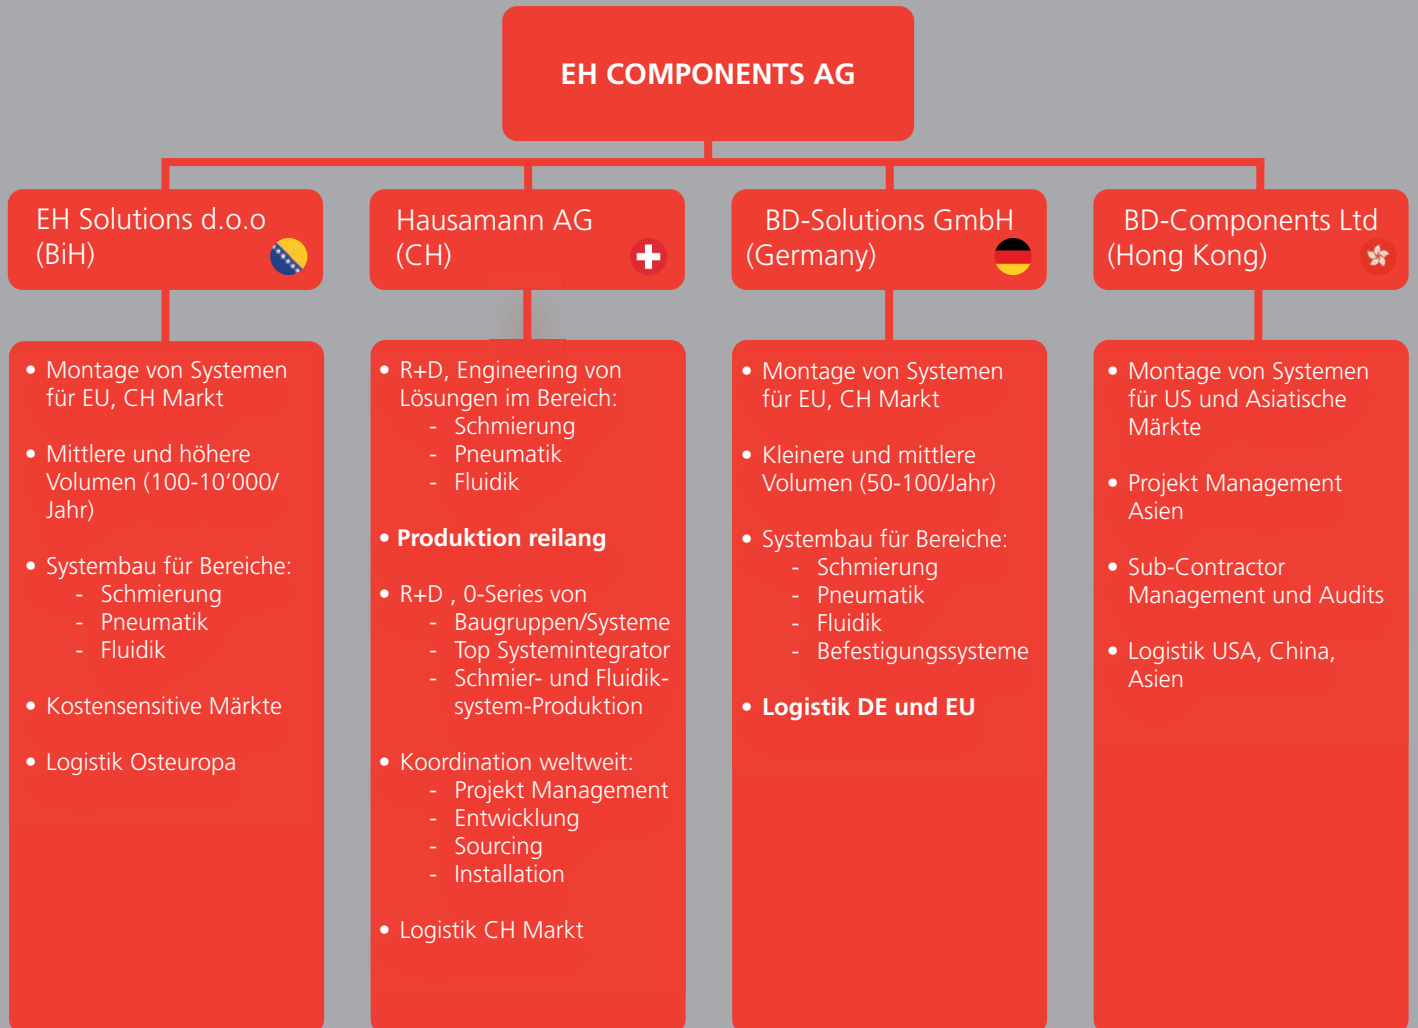 EH COMPONENTS AG
EH Solutions d.o.o
(BiH)
• Montage von Systemen
für EU, CH Markt
• Mittlere und höhere
Volumen (100-10’000/
Jahr)
• Systembau für Bereiche:
- Schmierung
- Pneumatik
- Fluidik
• Kostensensitive Märkte
• Logistik Osteuropa
Hausamann AG
(CH)
• R+D, Engineering von
Lösungen im Bereich:
- Schmierung
- Pneumatik
- Fluidik
• Produktion reilang
• R+D , 0-Series von
- Baugruppen/Systeme
- Top Systemintegrator
- Schmier- und Fluidik-
system-Produktion
• Koordination weltweit:
- Projekt Management
- Entwicklung
- Sourcing
- Installation
• Logistik CH Markt
BD-Solutions GmbH
(Germany)
• Montage von Systemen
für EU, CH Markt
• Kleinere und mittlere
Volumen (50-100/Jahr)
• Systembau für Bereiche:
- Schmierung
- Pneumatik
- Fluidik
- Befestigungssysteme
• Logistik DE und EU
BD-Components Ltd
(Hong Kong)
• Montage von Systemen
für US und Asiatische
Märkte
• Projekt Management
Asien
• Sub-Contractor
Management und Audits
• Logistik USA, China,
Asien